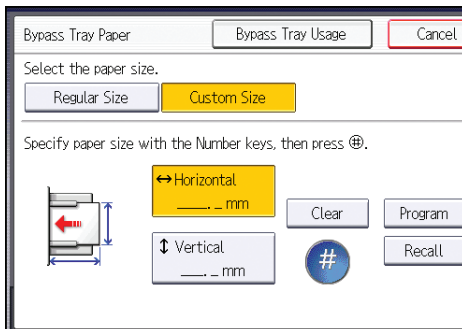 Bypass Tray Paper
Bypass Tray Usage
Cancel
Select the paper size.
Regular Size
Custom Size
Specify paper size with the Number keys, then press ⊕.
↔Horizontal
___._ mm
Clear
Program
↕ Vertical
___._ mm
#
Recall